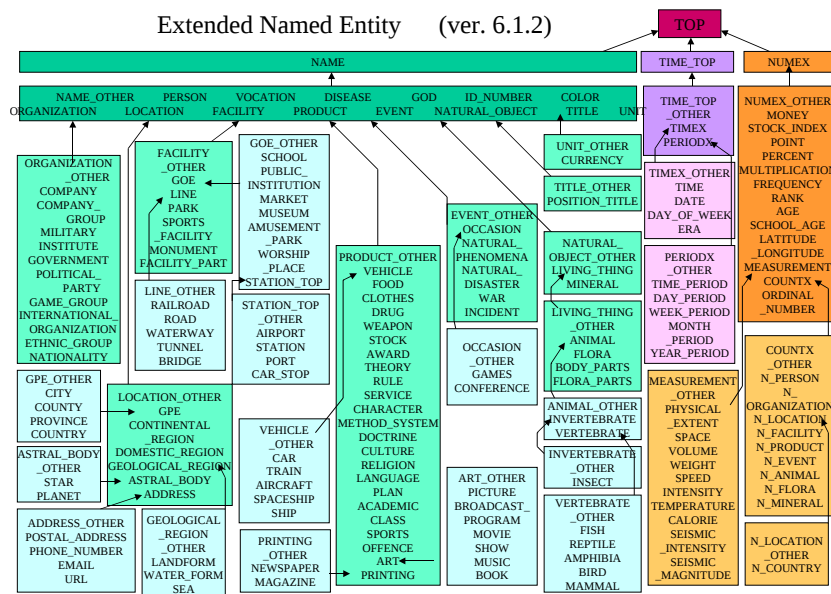 Extended Named Entity (ver. 6.1.2)
TOP
NAME
TIME_TOP
NUMEX
NAME_OTHER PERSON VOCATION DISEASE GOD ID_NUMBER COLOR
ORGANIZATION LOCATION FACILITY PRODUCT EVENT NATURAL_OBJECT TITLE UNIT
TIME_TOP
_OTHER
TIMEX
PERIODX
NUMEX_OTHER
MONEY
STOCK_INDEX
POINT
PERCENT
MULTIPLICATION
FREQUENCY
RANK
AGE
SCHOOL_AGE
LATITUDE
_LONGITUDE
MEASUREMENT
COUNTX
ORDINAL
_NUMBER
ORGANIZATION
_OTHER
COMPANY
COMPANY_
GROUP
MILITARY
INSTITUTE
GOVERNMENT
POLITICAL_
PARTY
GAME_GROUP
INTERNATIONAL_
ORGANIZATION
ETHNIC_GROUP
NATIONALITY
FACILITY
_OTHER
GOE
LINE
PARK
SPORTS
_FACILITY
MONUMENT
FACILITY_PART
GOE_OTHER
SCHOOL
PUBLIC_
INSTITUTION
MARKET
MUSEUM
AMUSEMENT
_PARK
WORSHIP
_PLACE
STATION_TOP
UNIT_OTHER
CURRENCY
TITLE_OTHER
POSITION_TITLE
TIMEX_OTHER
TIME
DATE
DAY_OF_WEEK
ERA
EVENT_OTHER
OCCASION
NATURAL_
PHENOMENA
NATURAL_
DISASTER
WAR
INCIDENT
NATURAL_
OBJECT_OTHER
LIVING_THING
MINERAL
PERIODX
_OTHER
TIME_PERIOD
DAY_PERIOD
WEEK_PERIOD
MONTH
_PERIOD
YEAR_PERIOD
PRODUCT_OTHER
VEHICLE
FOOD
CLOTHES
DRUG
WEAPON
STOCK
AWARD
THEORY
RULE
SERVICE
CHARACTER
METHOD_SYSTEM
DOCTRINE
CULTURE
RELIGION
LANGUAGE
PLAN
ACADEMIC
CLASS
SPORTS
OFFENCE
ART
PRINTING
LINE_OTHER
RAILROAD
ROAD
WATERWAY
TUNNEL
BRIDGE
STATION_TOP
_OTHER
AIRPORT
STATION
PORT
CAR_STOP
LIVING_THING
_OTHER
ANIMAL
FLORA
BODY_PARTS
FLORA_PARTS
OCCASION
_OTHER
GAMES
CONFERENCE
COUNTX
_OTHER
N_PERSON
N_
ORGANIZATION
N_LOCATION
N_FACILITY
N_PRODUCT
N_EVENT
N_ANIMAL
N_FLORA
N_MINERAL
GPE_OTHER
CITY
COUNTY
PROVINCE
COUNTRY
LOCATION_OTHER
GPE
CONTINENTAL
_REGION
DOMESTIC_REGION
GEOLOGICAL_REGION
ASTRAL_BODY
ADDRESS
MEASUREMENT
_OTHER
PHYSICAL
_EXTENT
SPACE
VOLUME
WEIGHT
SPEED
INTENSITY
TEMPERATURE
CALORIE
SEISMIC
_INTENSITY
SEISMIC
_MAGNITUDE
ANIMAL_OTHER
INVERTEBRATE
VERTEBRATE
VEHICLE
_OTHER
CAR
TRAIN
AIRCRAFT
SPACESHIP
SHIP
ASTRAL_BODY
_OTHER
STAR
PLANET
INVERTEBRATE
_OTHER
INSECT
ART_OTHER
PICTURE
BROADCAST_
PROGRAM
MOVIE
SHOW
MUSIC
BOOK
VERTEBRATE
_OTHER
FISH
REPTILE
AMPHIBIA
BIRD
MAMMAL
ADDRESS_OTHER
POSTAL_ADDRESS
PHONE_NUMBER
EMAIL
URL
GEOLOGICAL
_REGION
_OTHER
LANDFORM
WATER_FORM
SEA
PRINTING
_OTHER
NEWSPAPER
MAGAZINE
N_LOCATION
_OTHER
N_COUNTRY